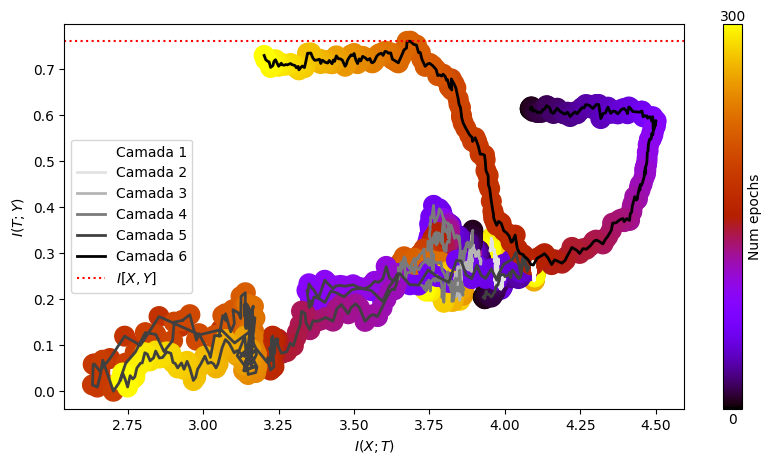 300
0.7
0.6
0.5
0.4
0.3
0.2
0.1
0.0
I(T; Y)
Camada 1
Camada 2
Camada 3
Camada 4
Camada 5
Camada 6
I[X, Y]
Num epochs
0
2.75
3.00
3.25
3.50
3.75
4.00
4.25
4.50
I(X; T)